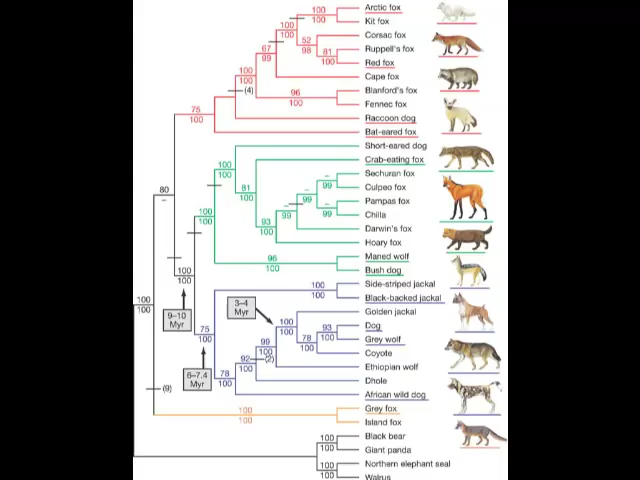 Arctic fox
Kit fox
Corsac fox
Ruppell's fox
Red fox
Cape fox
Blanford's fox
Fennec fox
Raccoon dog
Bat-eared fox
Short-eared dog
Crab-eating fox
Sechuran fox
Culpeo fox
Pampas fox
Chilla
Darwin's fox
Hoary fox
Maned wolf
Bush dog
Side-striped jackal
Black-backed jackal
Golden jackal
Dog
Grey wolf
Coyote
Ethiopian wolf
Dhole
African wild dog
Grey fox
Island fox
Black bear
Giant panda
Northern elephant seal
Walrus
100
100
100
100
52
98
81
100
67
99
100
100
(4)
96
100
75
100
100
100
81
100
–
99
–
99
–
99
93
100
100
100
96
100
80
–
100
100
9–10
Myr
100
100
(9)
3–4
Myr
6–7.4
Myr
75
100
100
100
100
100
93
100
78
100
99
100
(2)
92
100
78
100
100
100
100
100
100
100